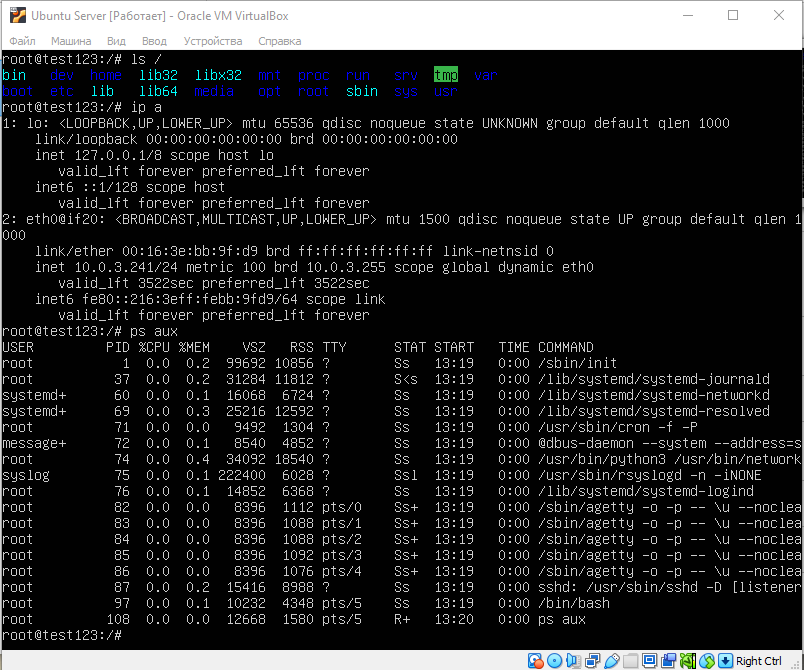 Ubuntu Server [Работает] - Oracle VM VirtualBox
Файл Машина Вид Ввод Устройства Справка
root@test123:/# ls /
bin dev home lib32 libx32 mnt proc run srv tmp var
boot etc lib lib64 media opt root sbin sys usr
root@test123:/# ip a
1: lo: <LOOPBACK,UP,LOWER_UP> mtu 65536 qdisc noqueue state UNKNOWN group default qlen 1000
link/loopback 00:00:00:00:00:00 brd 00:00:00:00:00:00
inet 127.0.0.1/8 scope host lo
valid_lft forever preferred_lft forever
inet6 ::1/128 scope host
valid_lft forever preferred_lft forever
2: eth0@if20: <BROADCAST,MULTICAST,UP,LOWER_UP> mtu 1500 qdisc noqueue state UP group default qlen 1
000
link/ether 00:16:3e:bb:9f:d9 brd ff:ff:ff:ff:ff:ff link-netnsid 0
inet 10.0.3.241/24 metric 100 brd 10.0.3.255 scope global dynamic eth0
valid_lft 3522sec preferred_lft 3522sec
inet6 fe80::216:3eff:febb:9fd9/64 scope link
valid_lft forever preferred_lft forever
root@test123:/# ps aux
USER PID %CPU %MEM VSZ RSS TTY STAT START TIME COMMAND
root 1 0.0 0.2 99692 10856 ? Ss 13:19 0:00 /sbin/init
root 37 0.0 0.2 31284 11812 ? S<s 13:19 0:00 /lib/systemd/systemd-journald
systemd+ 60 0.0 0.1 16068 6724 ? Ss 13:19 0:00 /lib/systemd/systemd-networkd
systemd+ 69 0.0 0.3 25216 12592 ? Ss 13:19 0:00 /lib/systemd/systemd-resolved
root 71 0.0 0.0 9492 1304 ? Ss 13:19 0:00 /usr/sbin/cron -f -P
message+ 72 0.0 0.1 8540 4852 ? Ss 13:19 0:00 @dbus-daemon --system --address=s
root 74 0.0 0.4 34092 18540 ? Ss 13:19 0:00 /usr/bin/python3 /usr/bin/network
syslog 75 0.0 0.1 222400 6028 ? Ssl 13:19 0:00 /usr/sbin/rsyslogd -n -iNONE
root 76 0.0 0.1 14852 6368 ? Ss 13:19 0:00 /lib/systemd/systemd-logind
root 82 0.0 0.0 8396 1112 pts/0 Ss+ 13:19 0:00 /sbin/agetty -o -p -- \u --noclea
root 83 0.0 0.0 8396 1088 pts/1 Ss+ 13:19 0:00 /sbin/agetty -o -p -- \u --noclea
root 84 0.0 0.0 8396 1088 pts/2 Ss+ 13:19 0:00 /sbin/agetty -o -p -- \u --noclea
root 85 0.0 0.0 8396 1092 pts/3 Ss+ 13:19 0:00 /sbin/agetty -o -p -- \u --noclea
root 86 0.0 0.0 8396 1076 pts/4 Ss+ 13:19 0:00 /sbin/agetty -o -p -- \u --noclea
root 87 0.0 0.2 15416 8988 ? Ss 13:19 0:00 sshd: /usr/sbin/sshd -D [listener
root 97 0.0 0.1 10232 4348 pts/5 Ss 13:19 0:00 /bin/bash
root 108 0.0 0.0 12668 1580 pts/5 R+ 13:20 0:00 ps aux
root@test123:/#
Right Ctrl